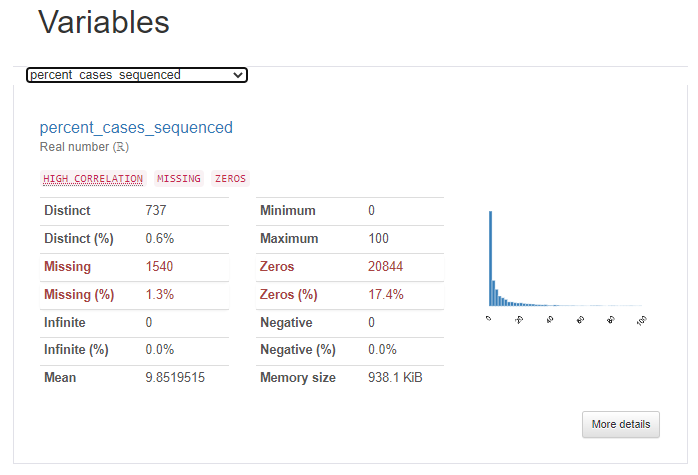 Variables
percent_cases_sequenced
percent_cases_sequenced
Real number (ℝ)
HIGH CORRELATION MISSING ZEROS
Distinct 737
Distinct (%) 0.6%
Missing 1540
Missing (%) 1.3%
Infinite 0
Infinite (%) 0.0%
Mean 9.8519515
Minimum 0
Maximum 100
Zeros 20844
Zeros (%) 17.4%
Negative 0
Negative (%) 0.0%
Memory size 938.1 KiB
0 20 40 60 80 100
More details